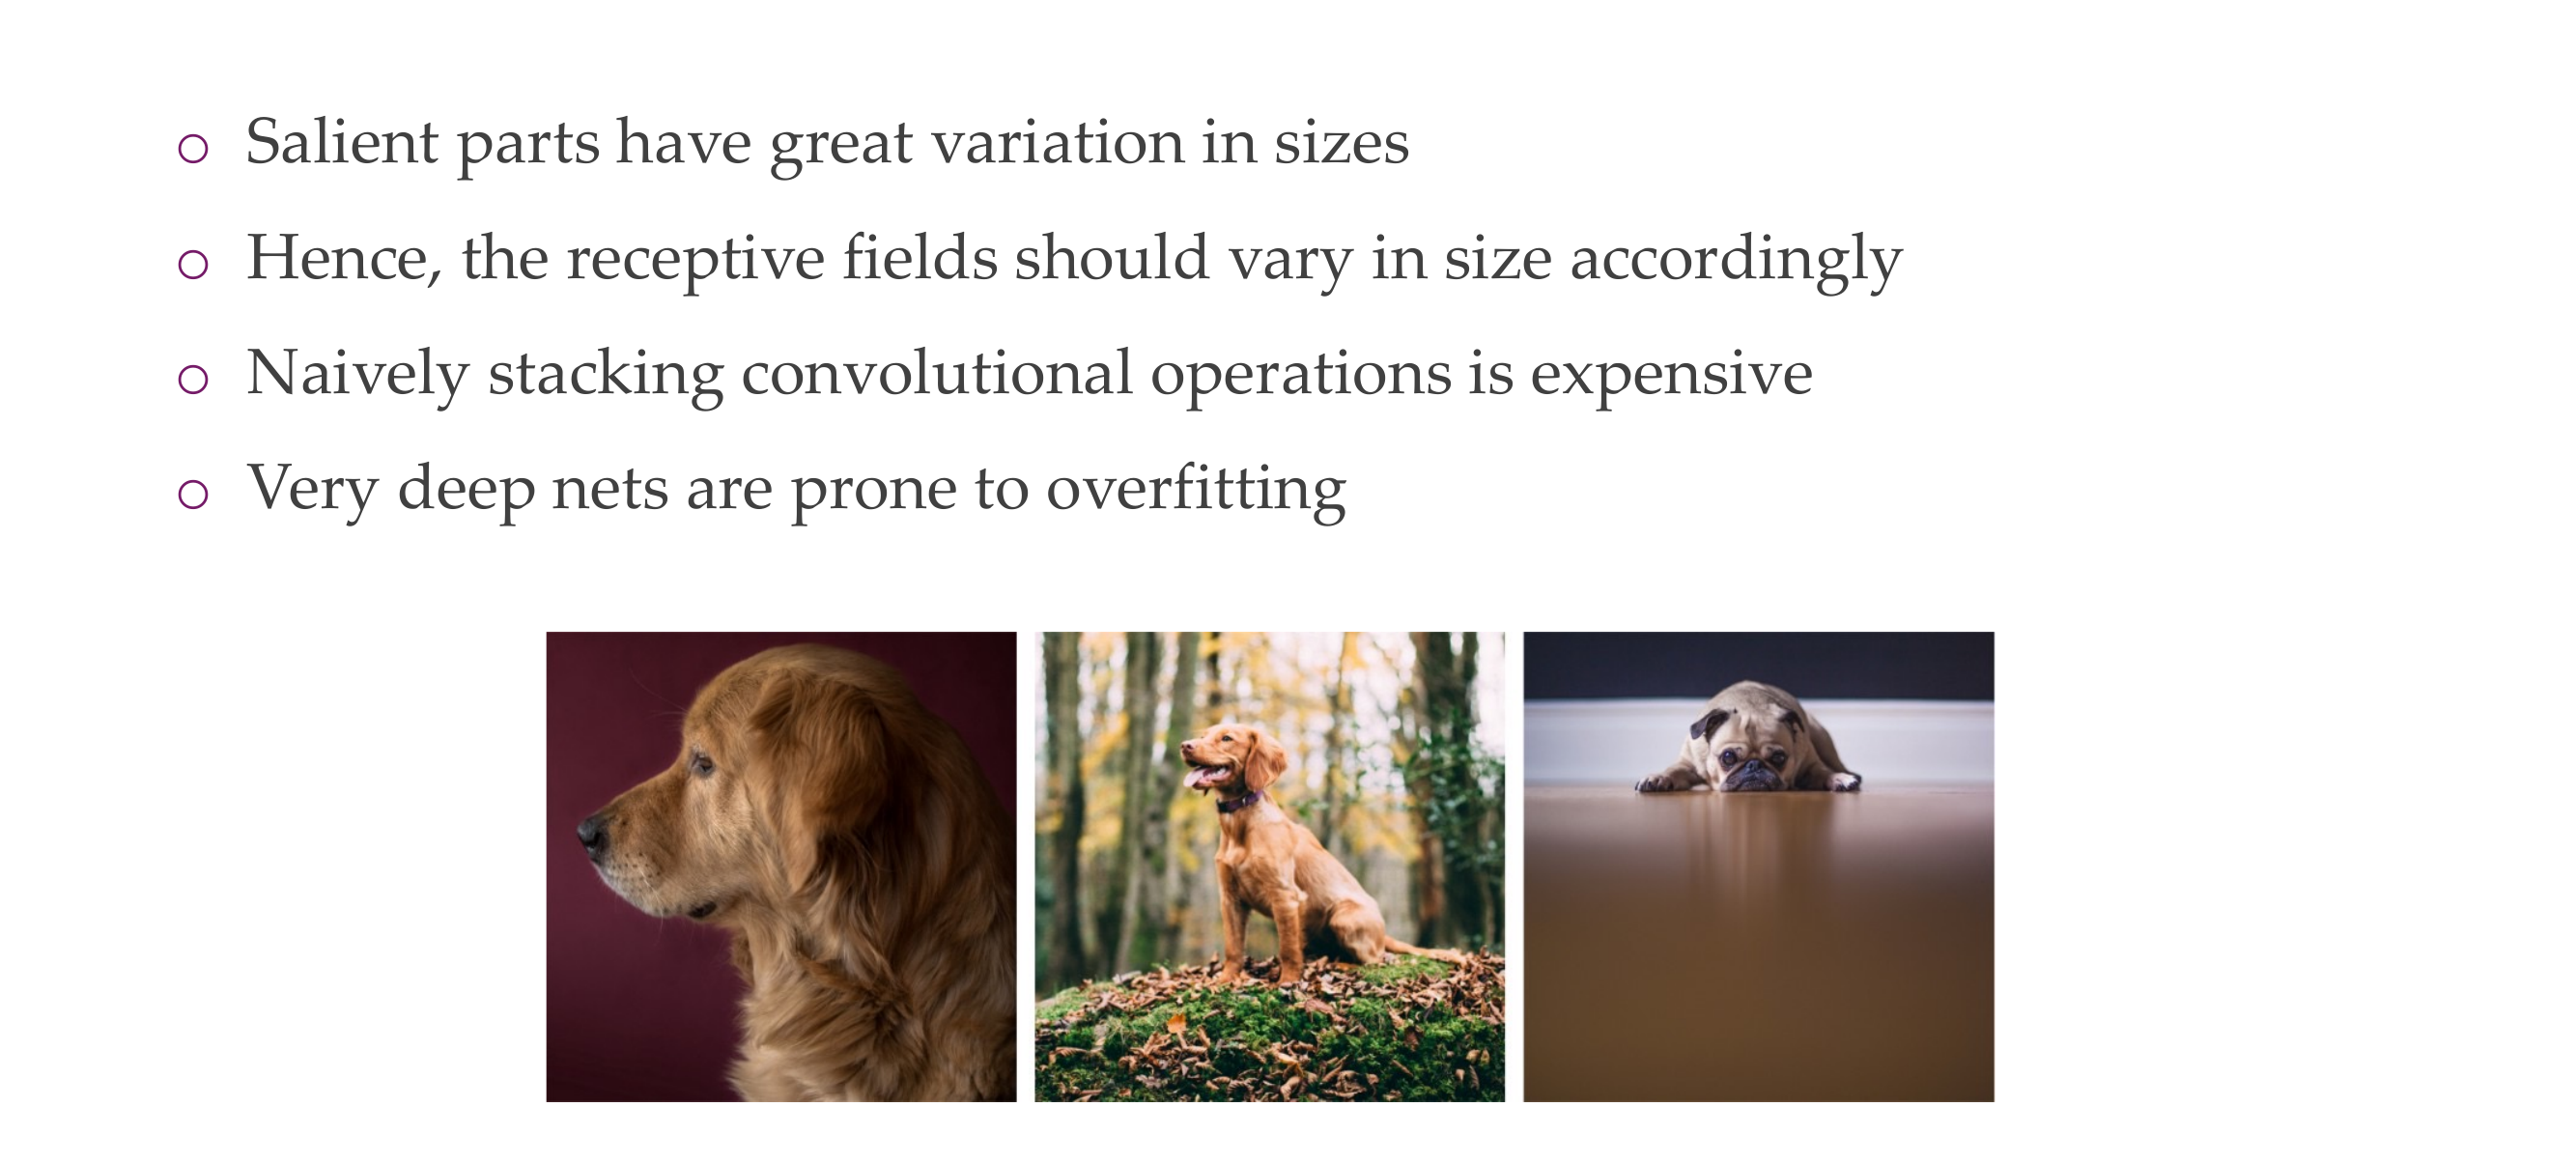 Salient parts have great variation in sizes
Hence, the receptive fields should vary in size accordingly
Naively stacking convolutional operations is expensive
Very deep nets are prone to overfitting